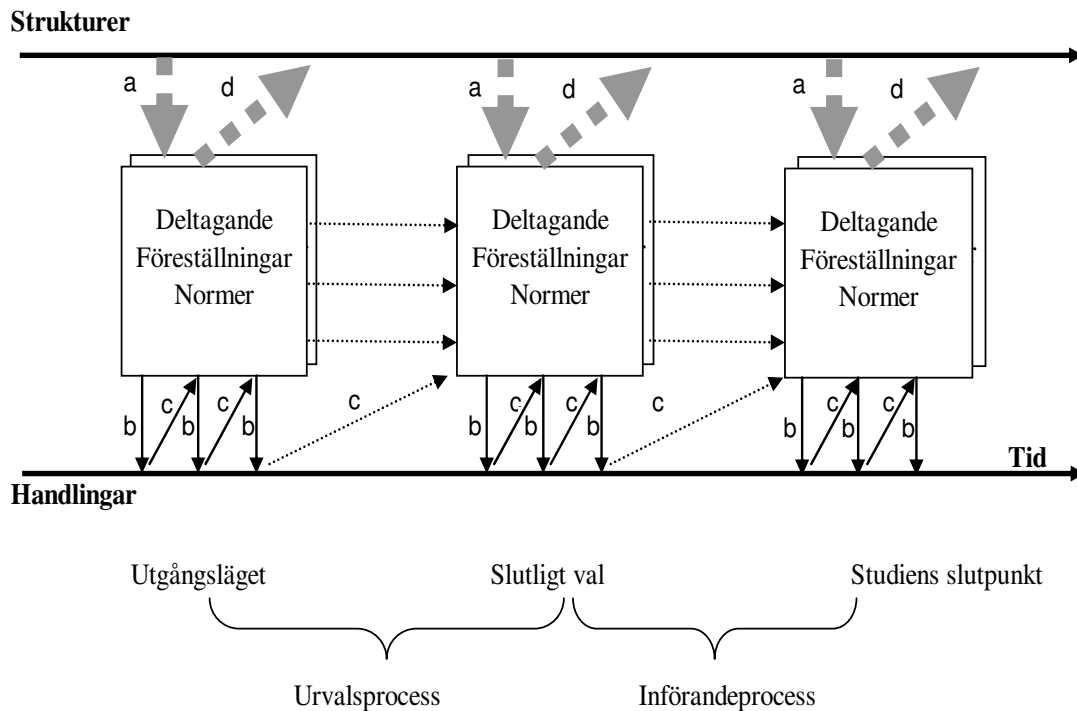 Strukturer
a d a d a d
Deltagande
Föreställningar
Normer
Deltagande
Föreställningar
Normer
Deltagande
Föreställningar
Normer
b c b c b c b c b c b c b c b c b
Tid
Handlingar
Utgångsläget Slutligt val Studiens slutpunkt
Urvalsprocess Införandeprocess